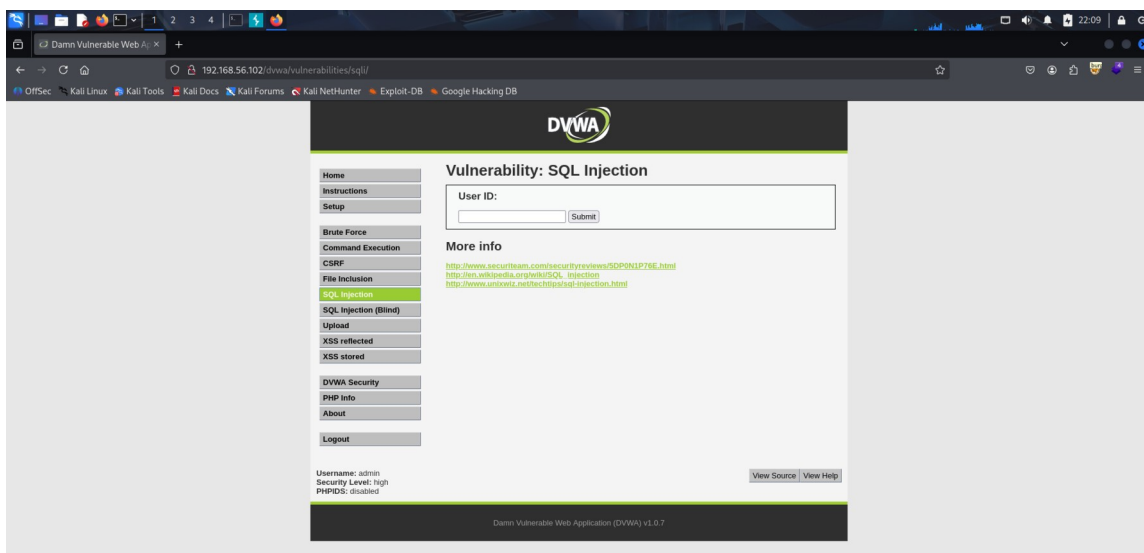 1 2 3 4
22:09
Damn Vulnerable Web Ap
192.168.56.102/dvwa/vulnerabilities/sqli/
OffSec Kali Linux Kali Tools Kali Docs Kali Forums Kali NetHunter Exploit-DB Google Hacking DB
DVWA
Home
Instructions
Setup
Brute Force
Command Execution
CSRF
File Inclusion
SQL Injection
SQL Injection (Blind)
Upload
XSS reflected
XSS stored
DVWA Security
PHP Info
About
Logout
Vulnerability: SQL Injection
User ID:
Submit
More info
http://www.securiteam.com/securityreviews/5DP0N1P76E.html
http://en.wikipedia.org/wiki/SQL_injection
http://www.unixwiz.net/techtips/sql-injection.html
Username: admin
Security Level: high
PHPIDS: disabled
View Source View Help
Damn Vulnerable Web Application (DVWA) v1.0.7